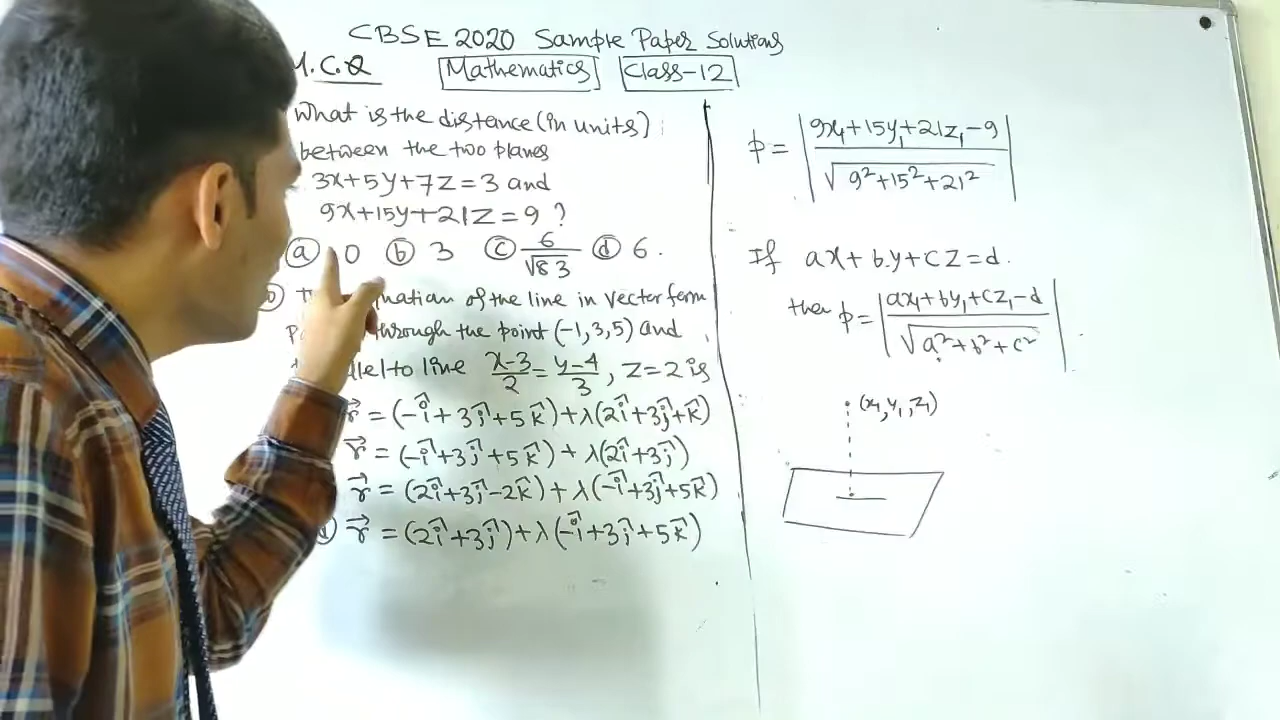 CBSE 2020 Sample Paper Solutions
M.C.Q Mathematics Class-12
What is the distance (in units)
between the two planes
3x+5y+7z=3 and
9x+15y+21z=9 ?
(a) 0 (b) 3 (c) 6/√83 (d) 6.
equation of the line in vector form
through the point (-1,3,5) and
to line (x-3)/2 = (y-4)/3, z=2 is
r⃗ = (-î+3ĵ+5k̂)+λ(2î+3ĵ+k̂)
r⃗ = (-î+3ĵ+5k̂)+λ(2î+3ĵ)
r⃗ = (2î+3ĵ-2k̂)+λ(-î+3ĵ+5k̂)
(d) r⃗ = (2î+3ĵ)+λ(-î+3ĵ+5k̂)
p = |(9x₁+15y₁+21z₁-9)/√(9²+15²+21²)|
If ax+by+cz=d.
then p = |(ax₁+by₁+cz₁-d)/√(a²+b²+c²)|.
(x₁,y₁,z₁)